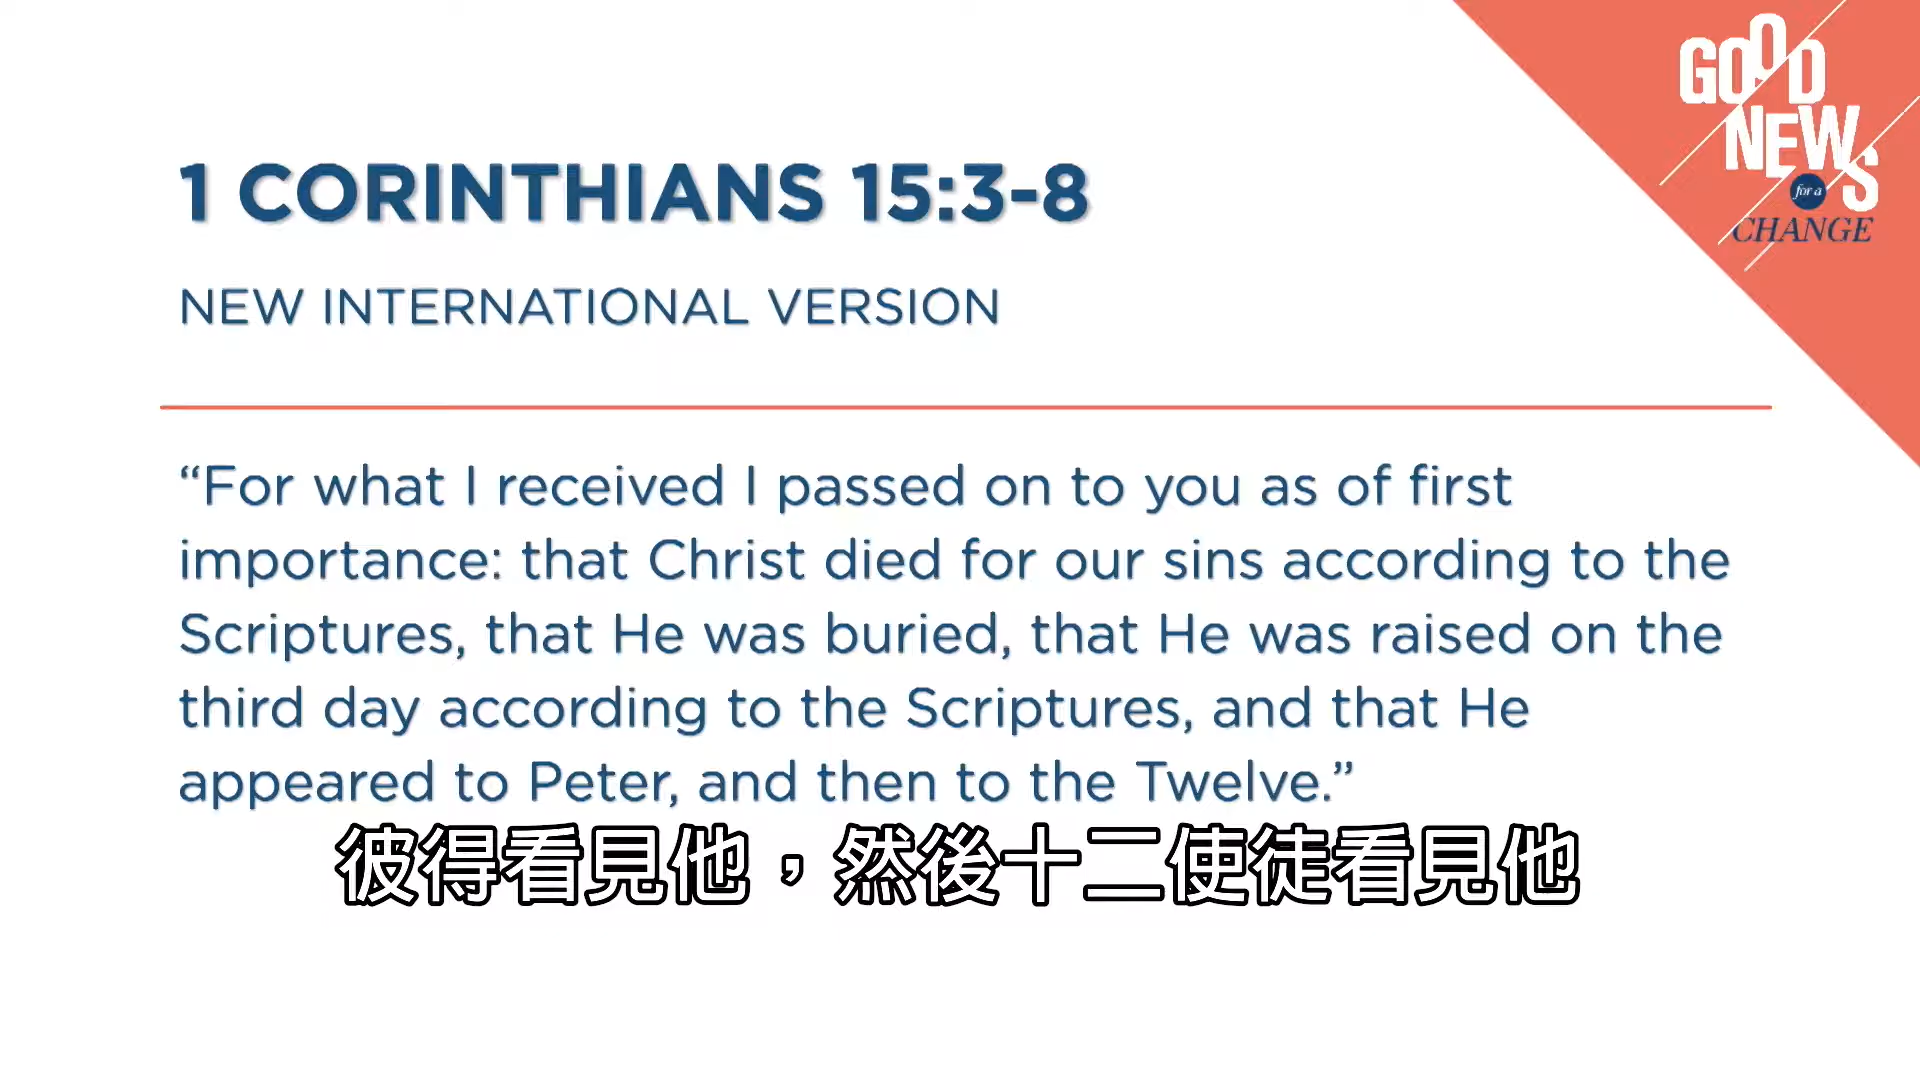 GOOD
NEWS
for a
CHANGE
1 CORINTHIANS 15:3-8
NEW INTERNATIONAL VERSION
“For what I received I passed on to you as of first
importance: that Christ died for our sins according to the
Scriptures, that He was buried, that He was raised on the
third day according to the Scriptures, and that He
appeared to Peter, and then to the Twelve.”
彼得看見他，然後十二使徒看見他